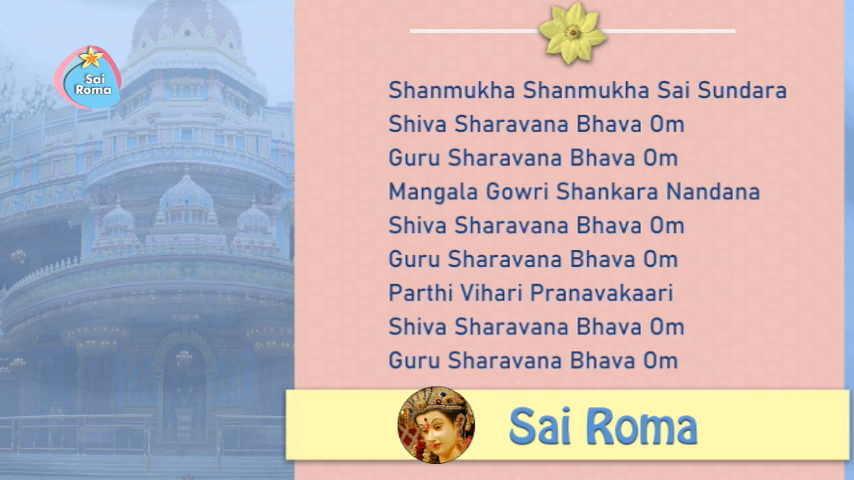 Sai
Roma
Shanmukha Shanmukha Sai Sundara
Shiva Sharavana Bhava Om
Guru Sharavana Bhava Om
Mangala Gowri Shankara Nandana
Shiva Sharavana Bhava Om
Guru Sharavana Bhava Om
Parthi Vihari Pranavakaari
Shiva Sharavana Bhava Om
Guru Sharavana Bhava Om
Sai Roma